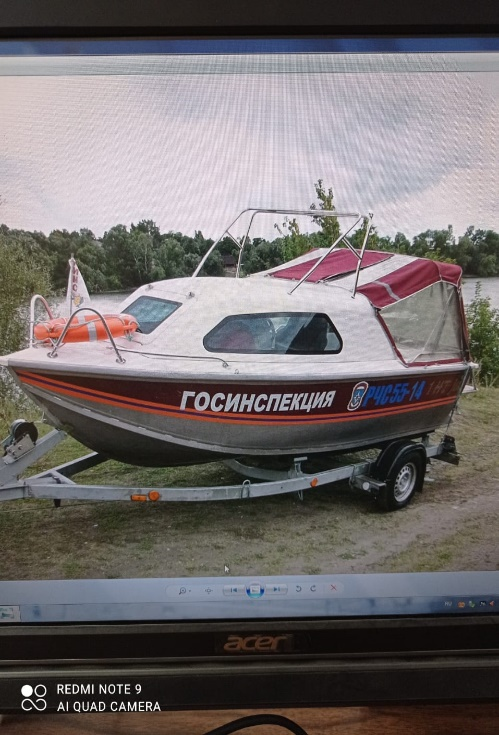 ГОСИНСПЕКЦИЯ РЧС55-14
acer
REDMI NOTE 9
AI QUAD CAMERA